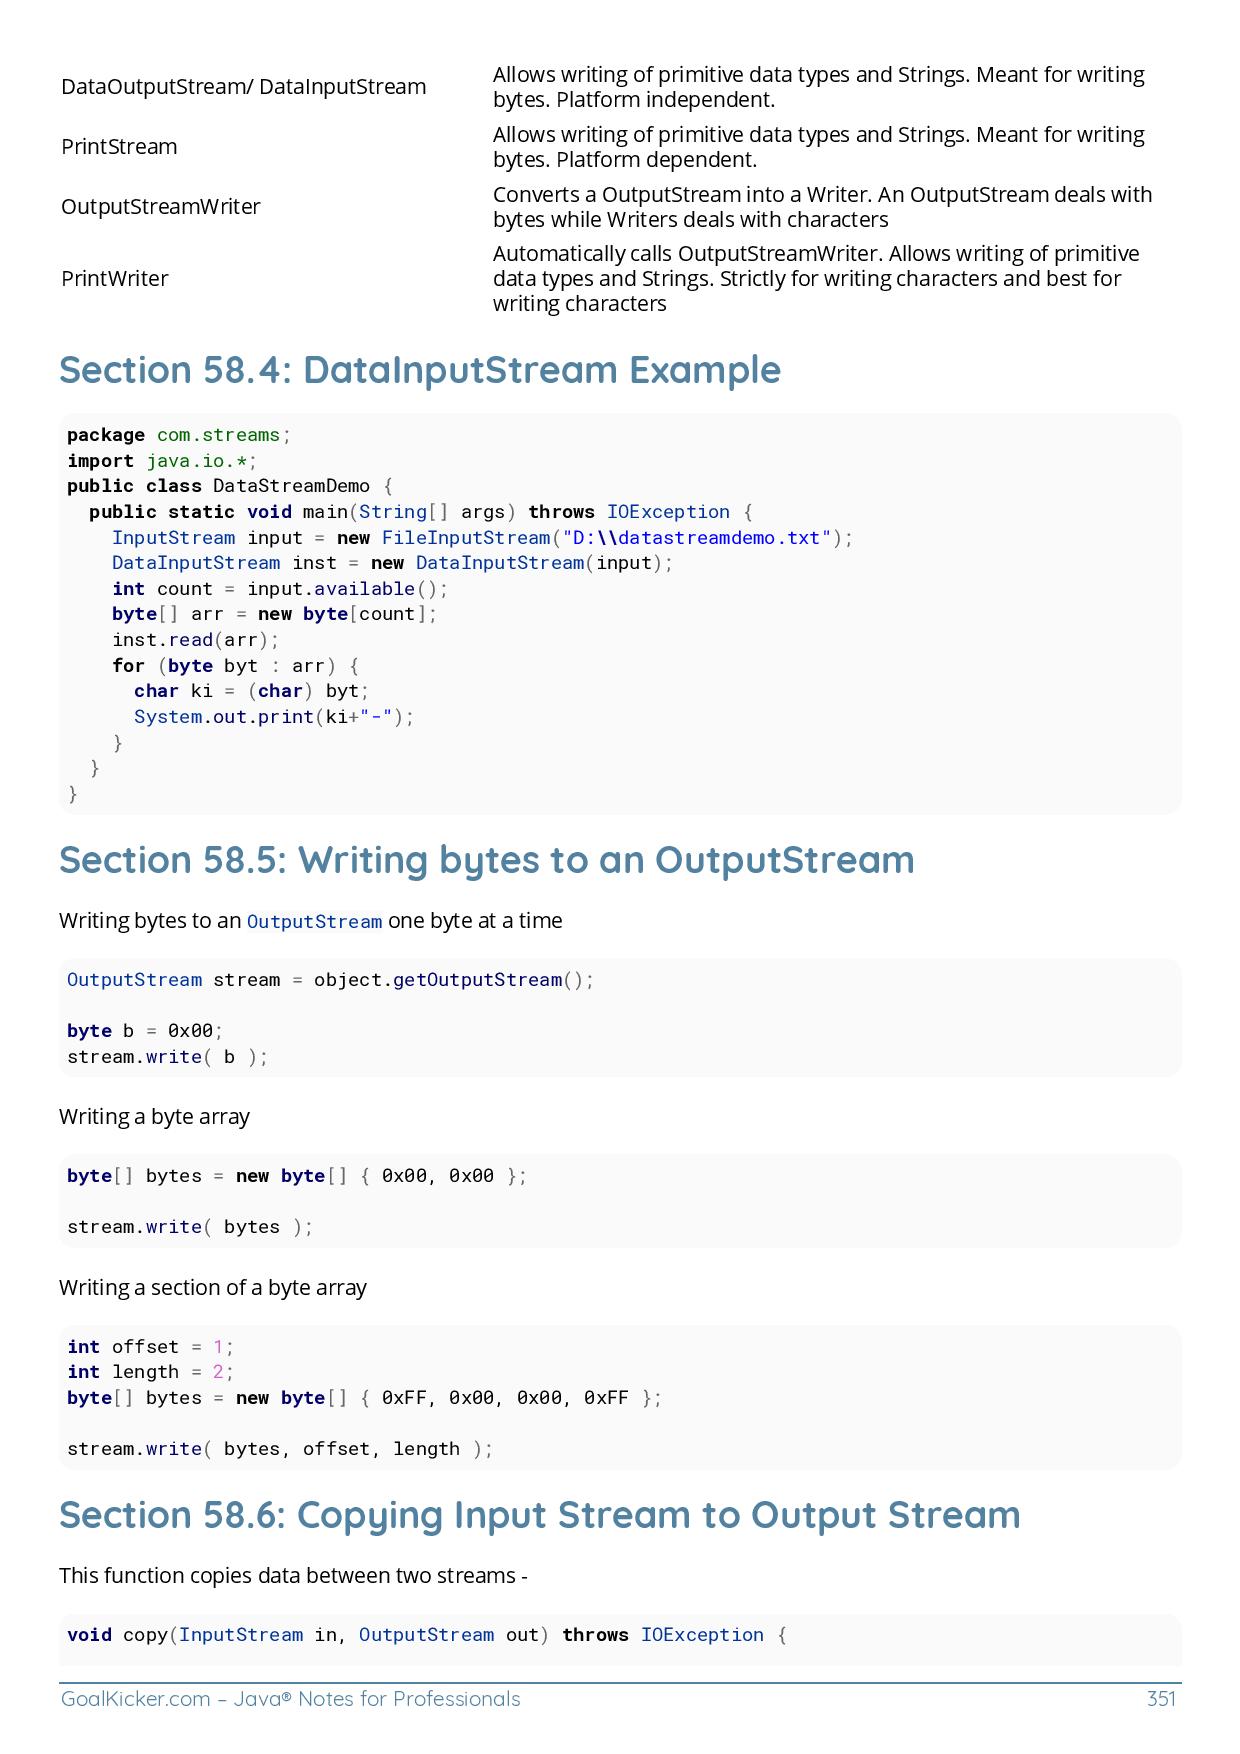 DataOutputStream/ DataInputStream
Allows writing of primitive data types and Strings. Meant for writing
bytes. Platform independent.
PrintStream
Allows writing of primitive data types and Strings. Meant for writing
bytes. Platform dependent.
OutputStreamWriter
Converts a OutputStream into a Writer. An OutputStream deals with
bytes while Writers deals with characters
PrintWriter
Automatically calls OutputStreamWriter. Allows writing of primitive
data types and Strings. Strictly for writing characters and best for
writing characters
Section 58.4: DataInputStream Example
package com.streams;
import java.io.*;
public class DataStreamDemo {
  public static void main(String[] args) throws IOException {
    InputStream input = new FileInputStream("D:\\datastreamdemo.txt");
    DataInputStream inst = new DataInputStream(input);
    int count = input.available();
    byte[] arr = new byte[count];
    inst.read(arr);
    for (byte byt : arr) {
      char ki = (char) byt;
      System.out.print(ki+"-");
    }
  }
}
Section 58.5: Writing bytes to an OutputStream
Writing bytes to an OutputStream one byte at a time
OutputStream stream = object.getOutputStream();
byte b = 0x00;
stream.write( b );
Writing a byte array
byte[] bytes = new byte[] { 0x00, 0x00 };
stream.write( bytes );
Writing a section of a byte array
int offset = 1;
int length = 2;
byte[] bytes = new byte[] { 0xFF, 0x00, 0x00, 0xFF };
stream.write( bytes, offset, length );
Section 58.6: Copying Input Stream to Output Stream
This function copies data between two streams -
void copy(InputStream in, OutputStream out) throws IOException {
GoalKicker.com – Java® Notes for Professionals
351